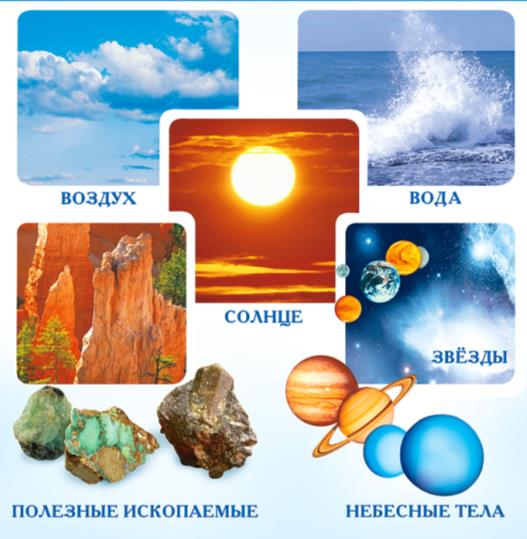 ВОЗДУХ
ВОДА
СОЛНЦЕ
ЗВЁЗДЫ
ПОЛЕЗНЫЕ ИСКОПАЕМЫЕ
НЕБЕСНЫЕ ТЕЛА